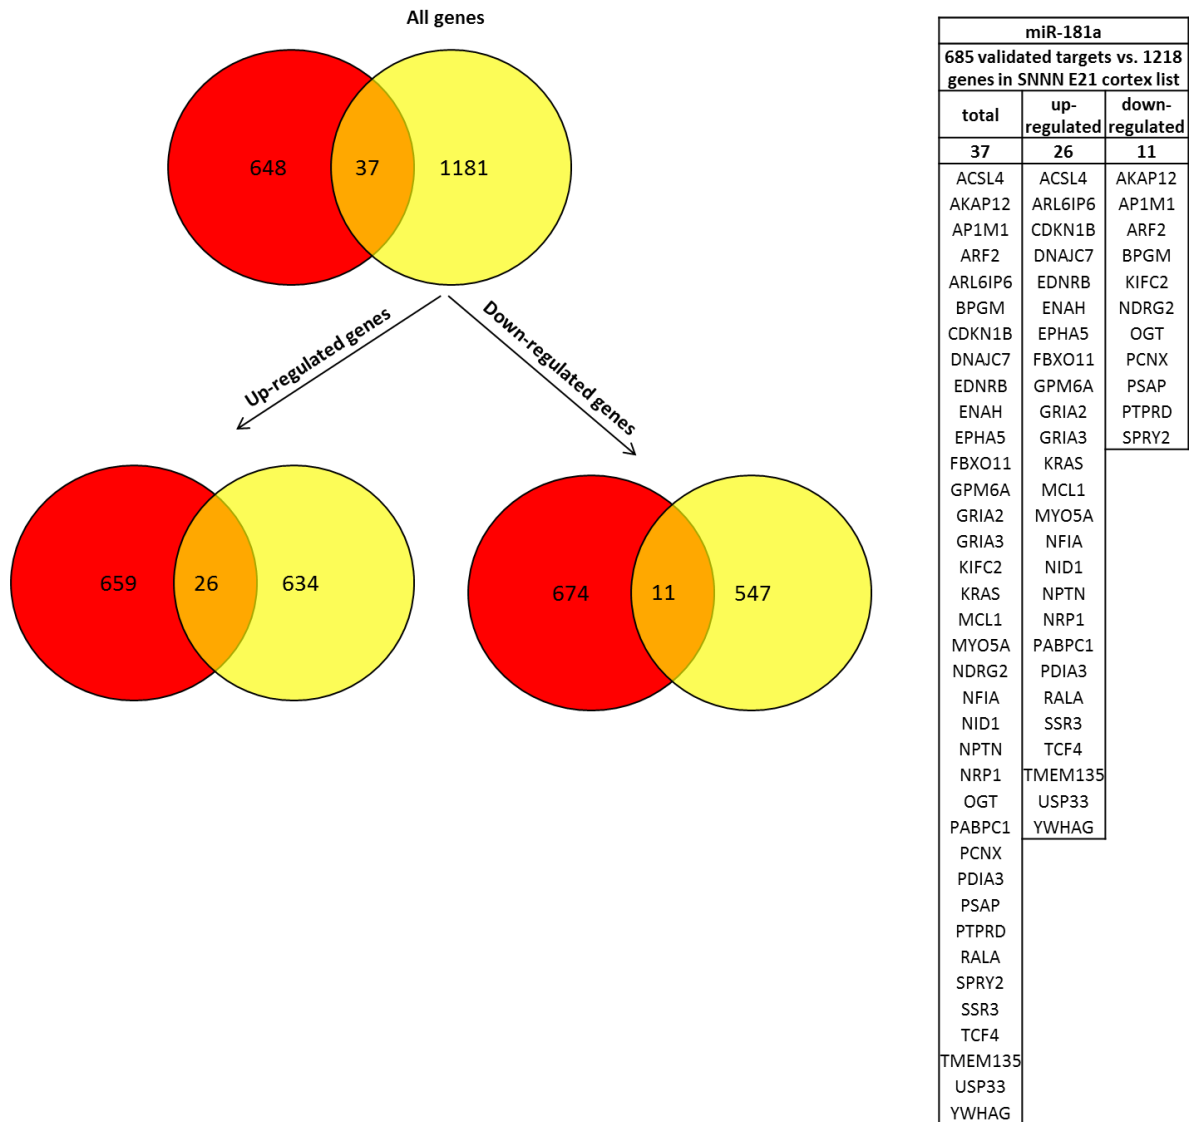 All genes
648 37 1181
Up-regulated genes
Down-regulated genes
659 26 634
674 11 547
miR-181a
685 validated targets vs. 1218
genes in SNNN E21 cortex list
total up-regulated down-regulated
37 26 11
ACSL4 ACSL4 AKAP12
AKAP12 ARL6IP6 AP1M1
AP1M1 CDKN1B ARF2
ARF2 DNAJC7 BPGM
ARL6IP6 EDNRB KIFC2
BPGM ENAH NDRG2
CDKN1B EPHA5 OGT
DNAJC7 FBXO11 PCNX
EDNRB GPM6A PSAP
ENAH GRIA2 PTPRD
EPHA5 GRIA3 SPRY2
FBXO11 KRAS
GPM6A MCL1
GRIA2 MYO5A
GRIA3 NFIA
KIFC2 NID1
KRAS NPTN
MCL1 NRP1
MYO5A PABPC1
NDRG2 PDIA3
NFIA RALA
NID1 SSR3
NPTN TCF4
NRP1 TMEM135
OGT USP33
PABPC1 YWHAG
PCNX
PDIA3
PSAP
PTPRD
RALA
SPRY2
SSR3
TCF4
TMEM135
USP33
YWHAG